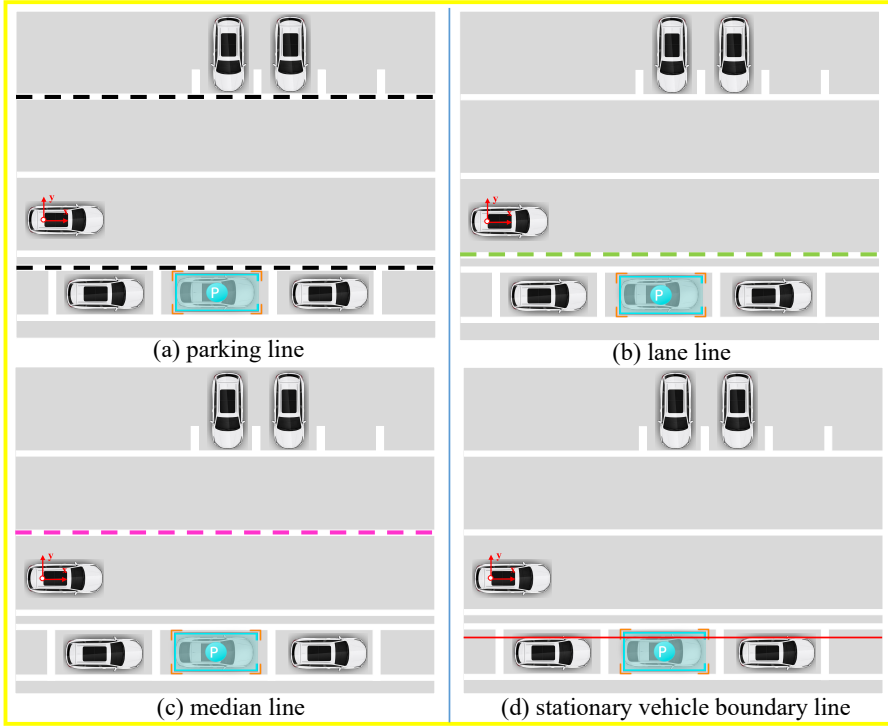 y
x
P
(a) parking line
y
x
P
(b) lane line
y
x
P
(c) median line
y
x
P
(d) stationary vehicle boundary line